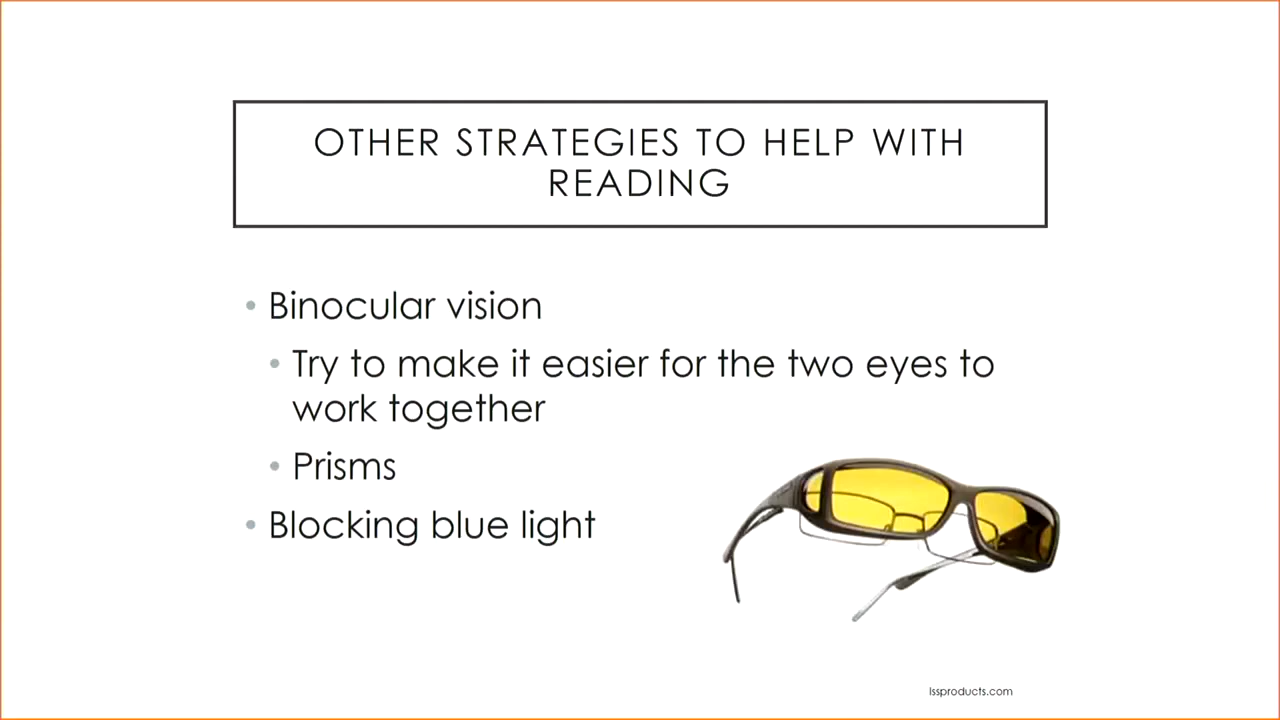 OTHER STRATEGIES TO HELP WITH
READING
• Binocular vision
• Try to make it easier for the two eyes to
work together
• Prisms
• Blocking blue light
lssproducts.com